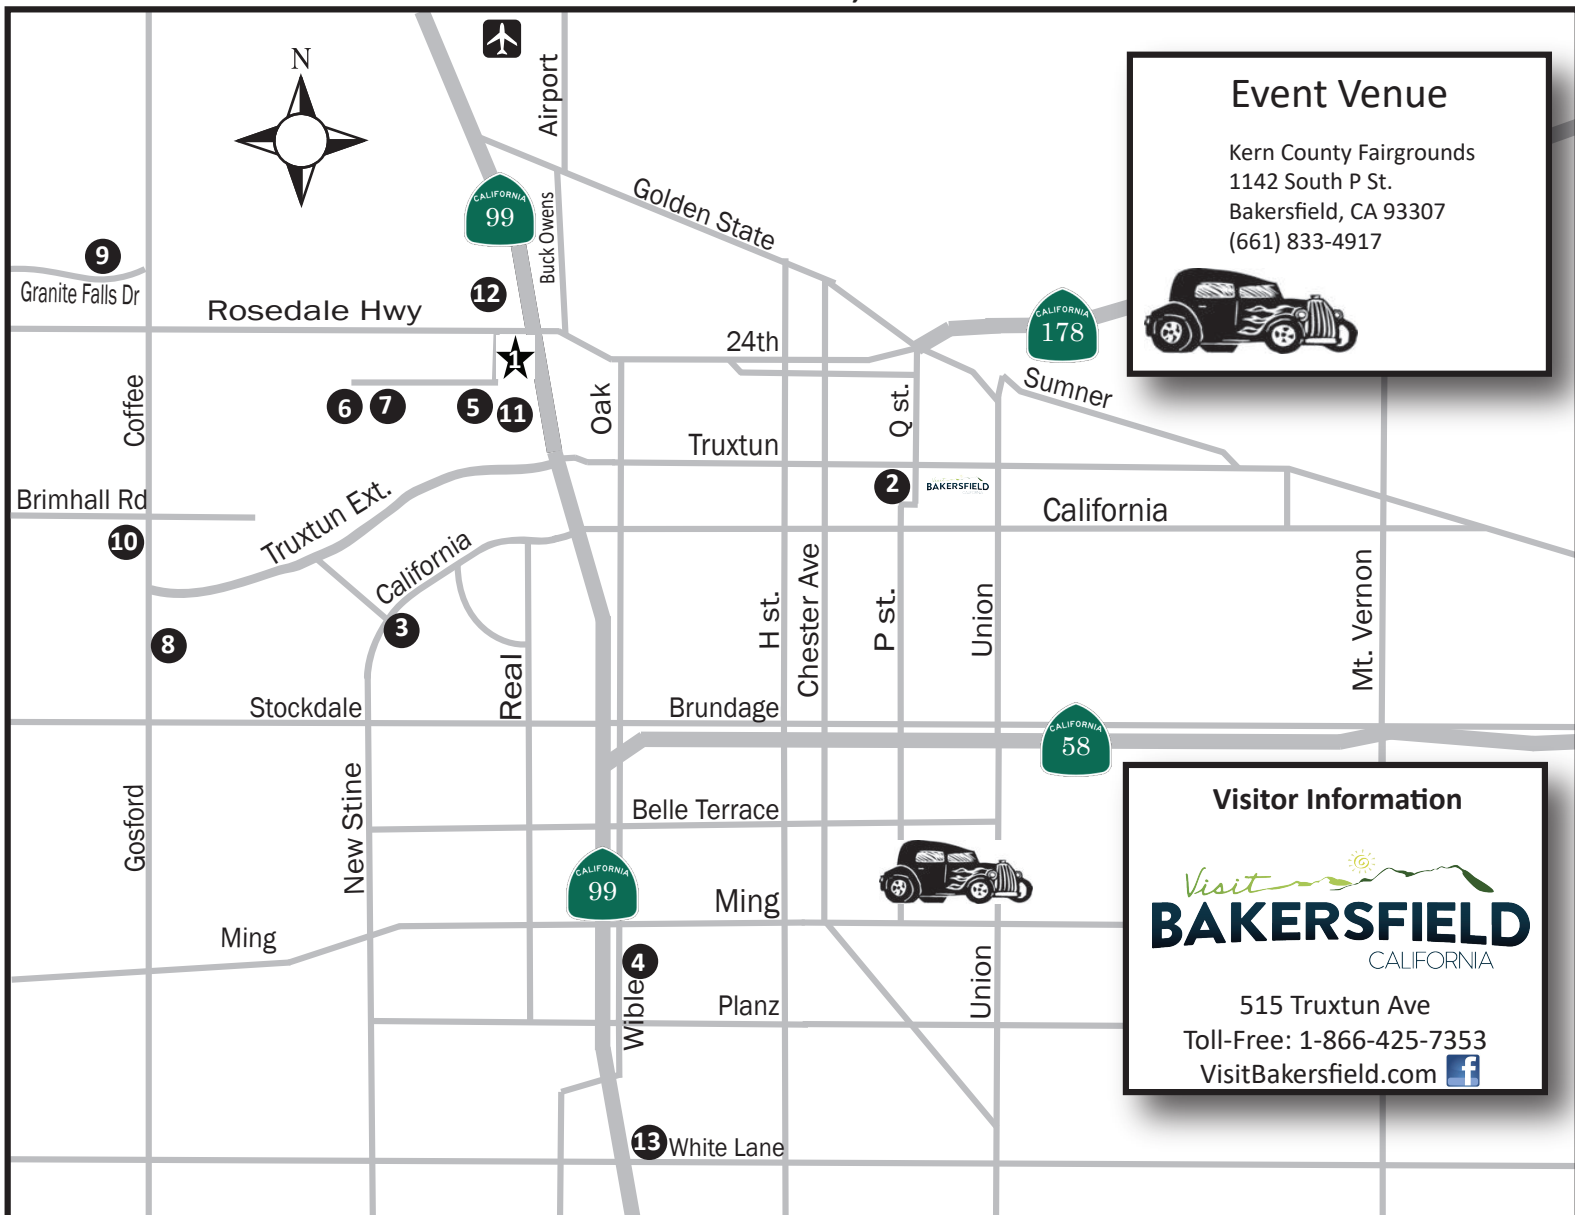 N
Airport
CALIFORNIA
99
Buck Owens
Golden State
Event Venue
Kern County Fairgrounds
1142 South P St.
Bakersfield, CA 93307
(661) 833-4917
9
Granite Falls Dr
12
Rosedale Hwy
1
24th
CALIFORNIA
178
Sumner
Coffee
6
7
5
11
Oak
Q st.
Truxtun
2
BAKERSFIELD
Brimhall Rd
Truxtun Ext.
California
10
California
3
8
Real
H st.
Chester Ave
P st.
Union
Mt. Vernon
Stockdale
Brundage
CALIFORNIA
58
Gosford
New Stine
Belle Terrace
CALIFORNIA
99
Ming
Ming
4
Wible
Planz
Union
13
White Lane
Visitor Information
Visit
BAKERSFIELD
CALIFORNIA
515 Truxtun Ave
Toll-Free: 1-866-425-7353
VisitBakersfield.com f